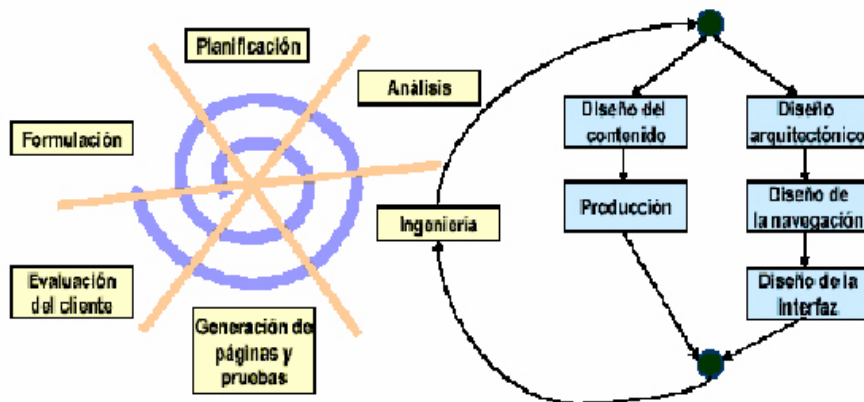 Planificación
Análisis
Formulación
Ingeniería
Evaluación
del cliente
Generación de
páginas y
pruebas
Diseño del
contenido
Producción
Diseño
arquitectónico
Diseño de
la navegación
Diseño de la
Interfaz